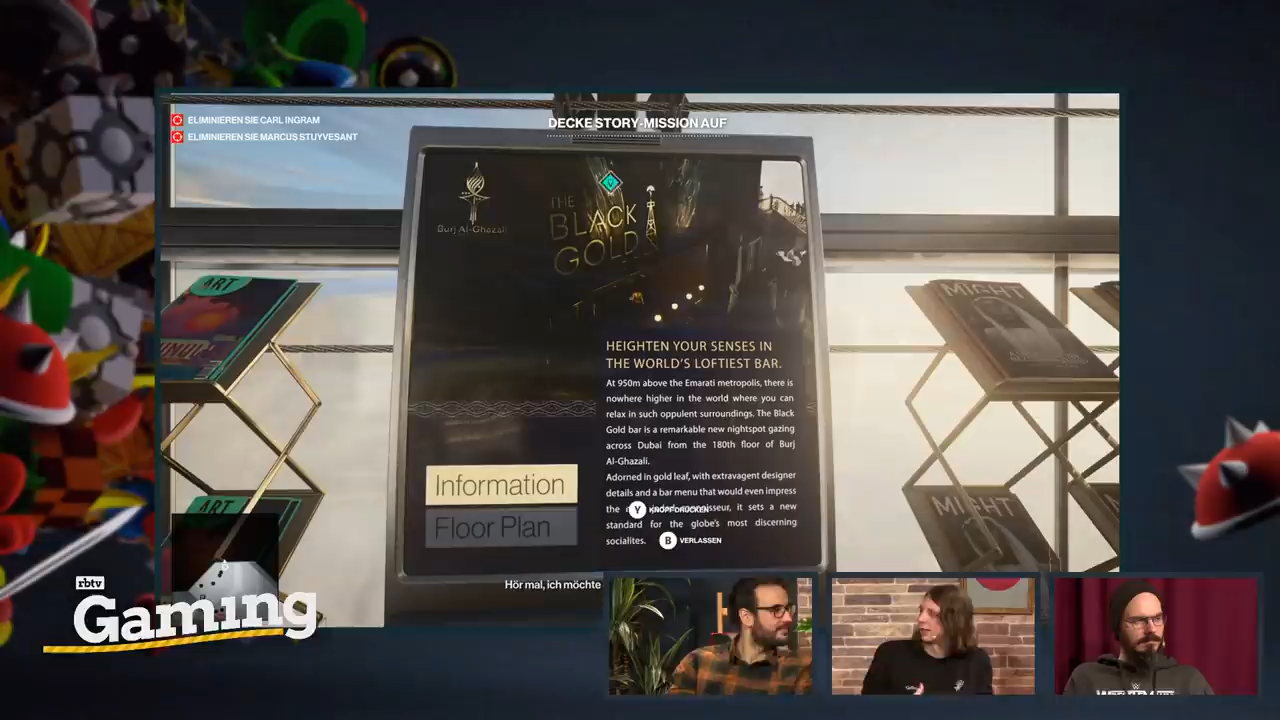 ELIMINIEREN SIE CARL INGRAM
ELIMINIEREN SIE MARCUS STUYVESANT
DECKE STORY-MISSION AUF
Burj Al-Ghazali
THE
BLACK
GOLD
ART
MIGHT
HEIGHTEN YOUR SENSES IN
THE WORLD'S LOFTIEST BAR.
At 950m above the Emarati metropolis, there is
nowhere higher in the world where you can
relax in such oppulent surroundings. The Black
Gold bar is a remarkable new nightspot gazing
across Dubai from the 180th floor of Burj
Al-Ghazali.
Adorned in gold leaf, with extravagent designer
details and a bar menu that would even impress
the connoisseur, it sets a new
standard for the globe's most discerning
socialites.
Information
Floor Plan
Y KNOPF DRÜCKEN
B VERLASSEN
ART
MIGHT
Hör mal, ich möchte
rbtv
Gaming